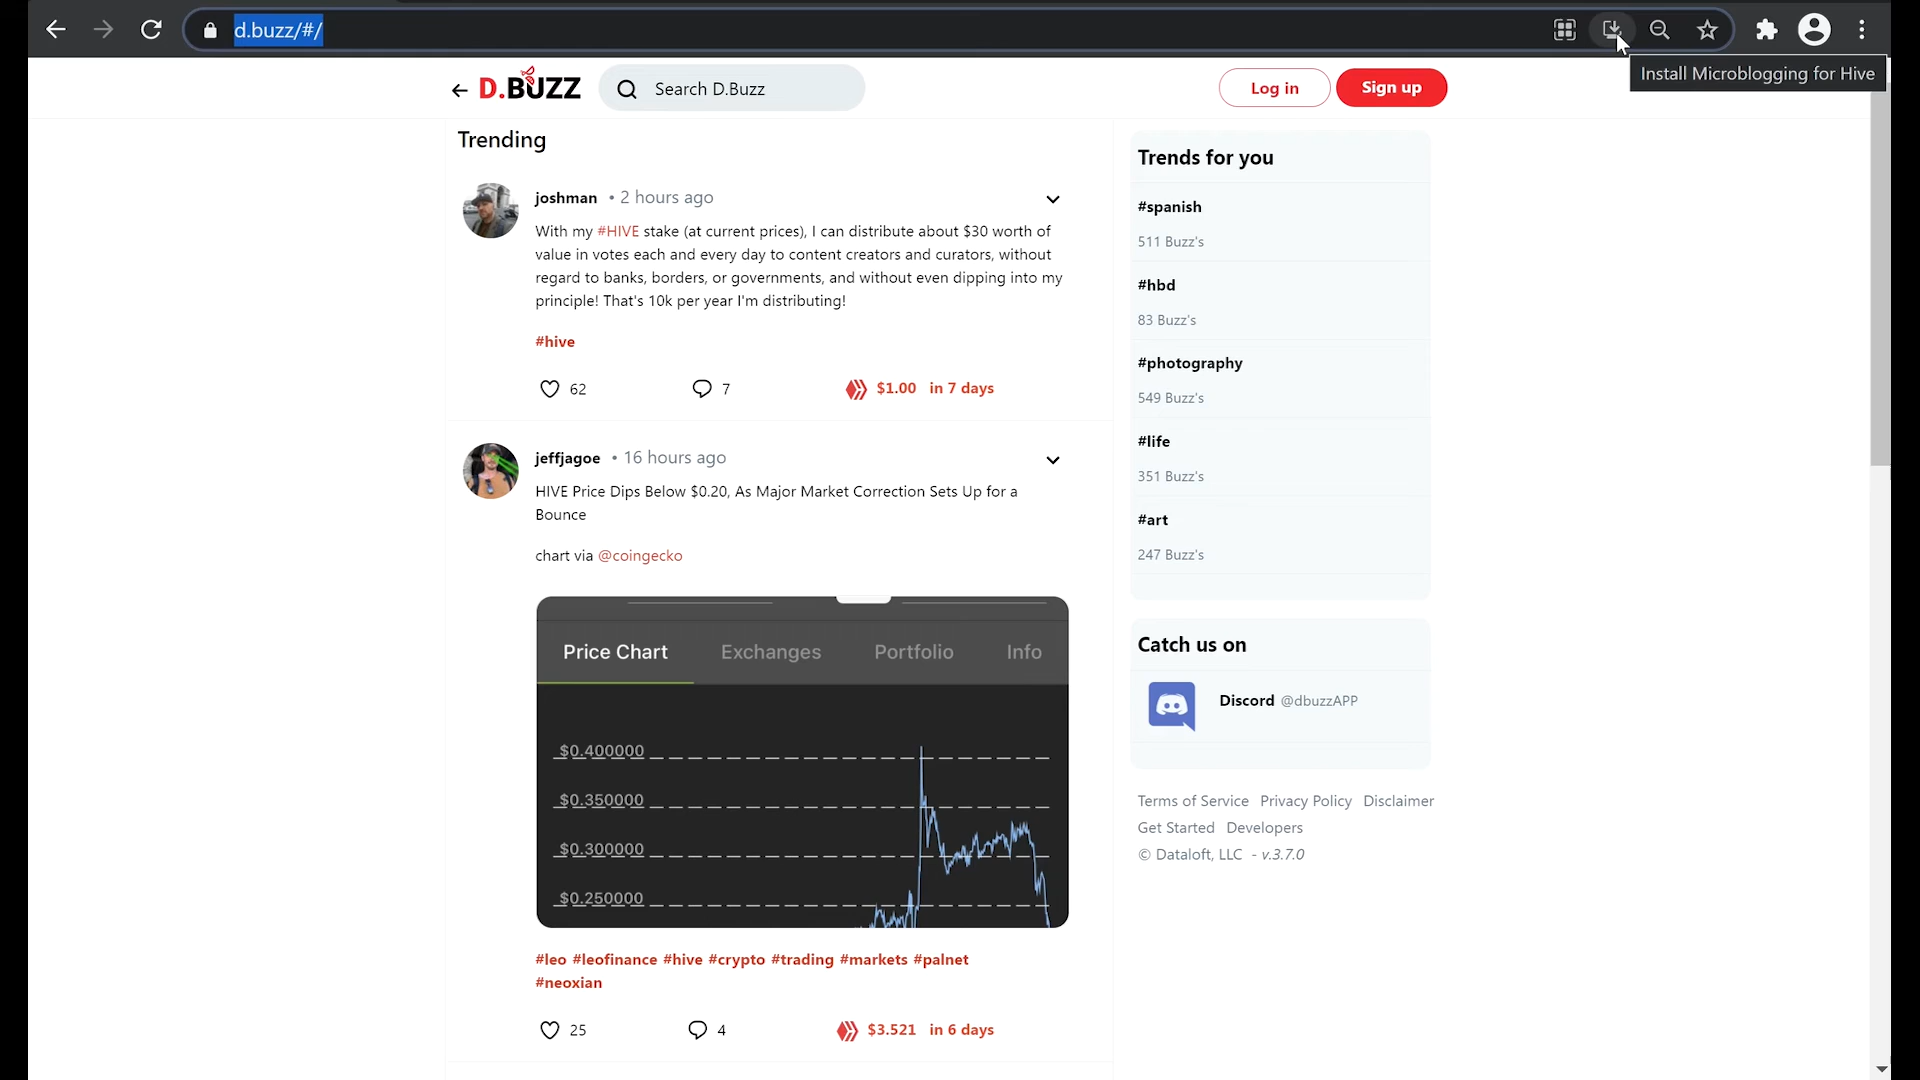 d.buzz/#/
Install Microblogging for Hive
D.BUZZ
Search D.Buzz
Log in
Sign up
Trending
joshman • 2 hours ago
With my #HIVE stake (at current prices), I can distribute about $30 worth of
value in votes each and every day to content creators and curators, without
regard to banks, borders, or governments, and without even dipping into my
principle! That's 10k per year I'm distributing!
#hive
62
7
$1.00 in 7 days
jeffjagoe • 16 hours ago
HIVE Price Dips Below $0.20, As Major Market Correction Sets Up for a
Bounce
chart via @coingecko
Price Chart Exchanges Portfolio Info
$0.400000
$0.350000
$0.300000
$0.250000
#leo #leofinance #hive #crypto #trading #markets #palnet
#neoxian
25
4
$3.521 in 6 days
Trends for you
#spanish
511 Buzz's
#hbd
83 Buzz's
#photography
549 Buzz's
#life
351 Buzz's
#art
247 Buzz's
Catch us on
Discord @dbuzzAPP
Terms of Service Privacy Policy Disclaimer
Get Started Developers
© Dataloft, LLC - v.3.7.0